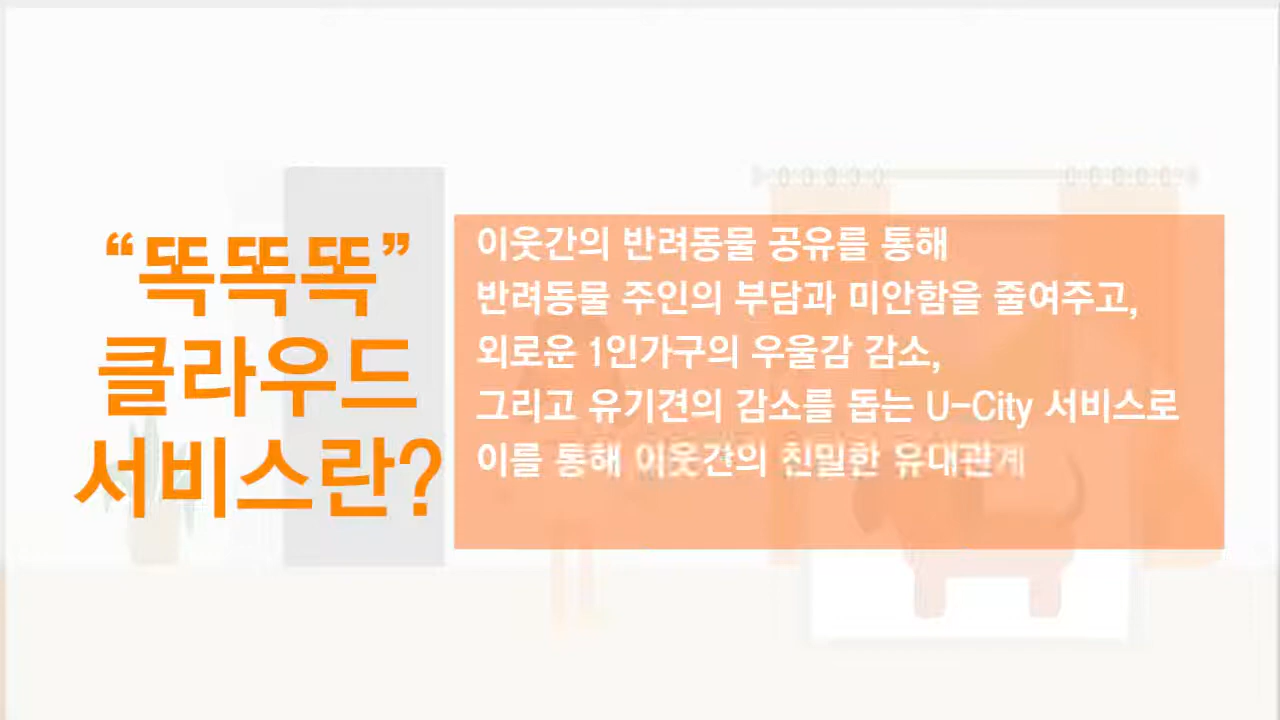 “똑똑똑”
클라우드
서비스란?
이웃간의 반려동물 공유를 통해
반려동물 주인의 부담과 미안함을 줄여주고,
외로운 1인가구의 우울감 감소,
그리고 유기견의 감소를 돕는 U-City 서비스로
이를 통해 이웃간의 친밀한 유대관계